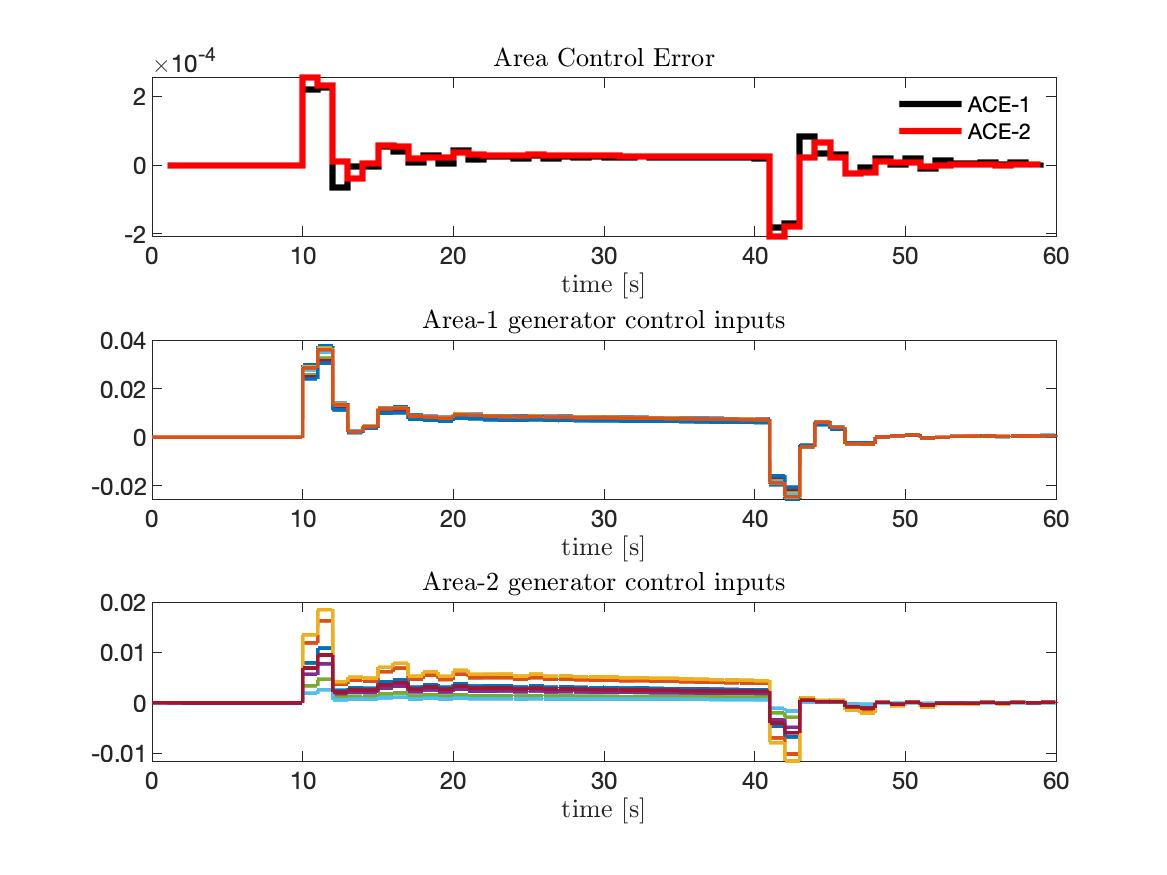 Area Control Error
×10-4
2
0
-2
ACE-1
ACE-2
0 10 20 30 40 50 60
time [s]
Area-1 generator control inputs
0.04
0.02
0
-0.02
0 10 20 30 40 50 60
time [s]
Area-2 generator control inputs
0.02
0.01
0
-0.01
0 10 20 30 40 50 60
time [s]